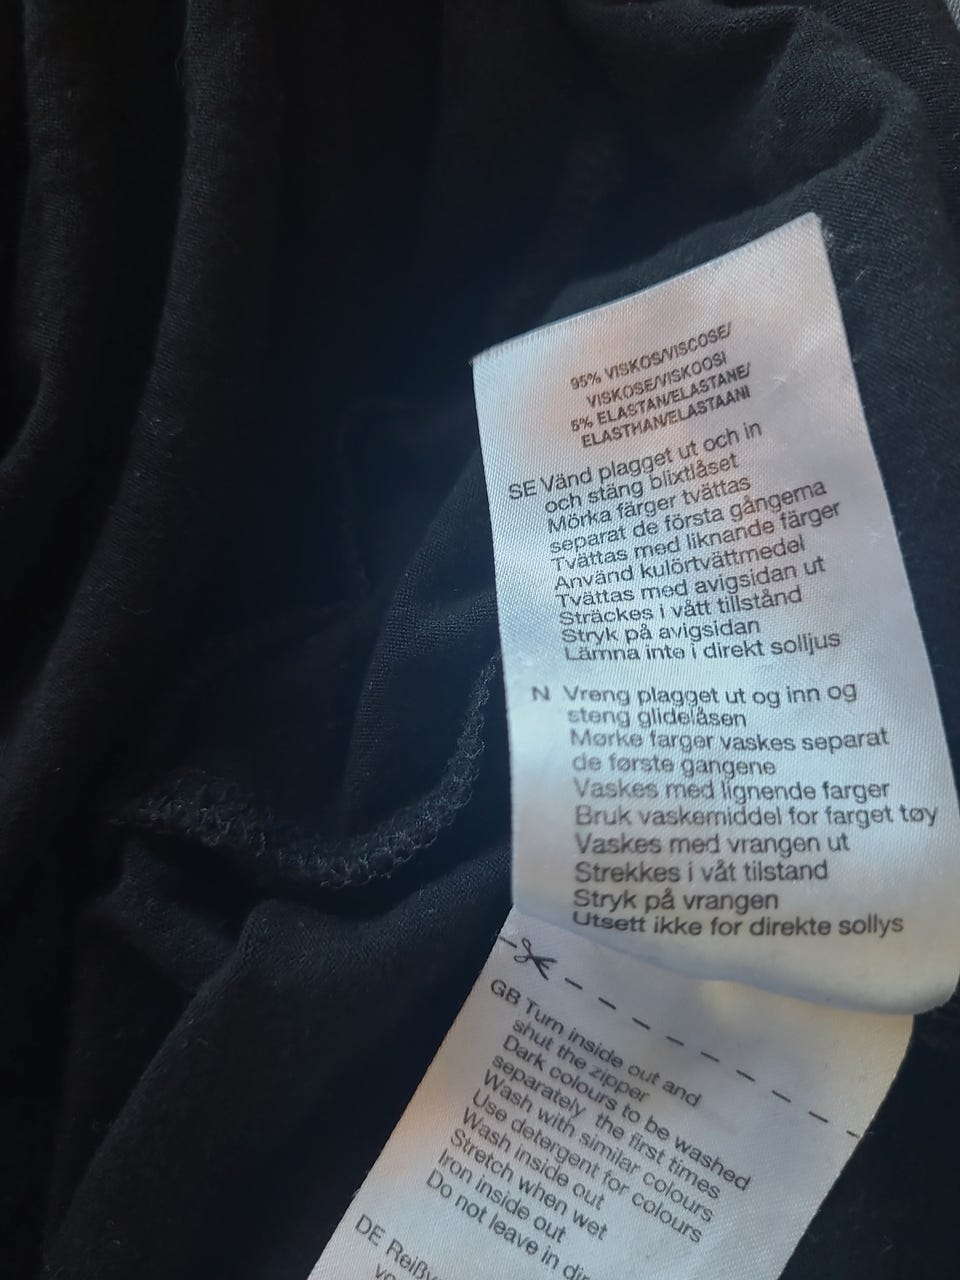 95% VISKOS/VISCOSE/
VISKOSE/VISKOOSI
5% ELASTAN/ELASTANE/
ELASTHAN/ELASTAANI
SE Vänd plagget ut och in
och stäng blixtlåset
Mörka färger tvättas
separat de första gångerna
Tvättas med liknande färger
Använd kulörtvättmedel
Tvättas med avigsidan ut
Sträckes i vått tillstånd
Stryk på avigsidan
Lämna inte i direkt solljus
N Vreng plagget ut og inn og
steng glidelåsen
Mørke farger vaskes separat
de første gangene
Vaskes med lignende farger
Bruk vaskemiddel for farget tøy
Vaskes med vrangen ut
Strekkes i våt tilstand
Stryk på vrangen
Utsett ikke for direkte sollys
GB Turn inside out and
shut the zipper
Dark colours to be washed
separately the first times
Wash with similar colours
Use detergent for colours
Wash inside out
Stretch when wet
Iron inside out
Do not leave in
DE